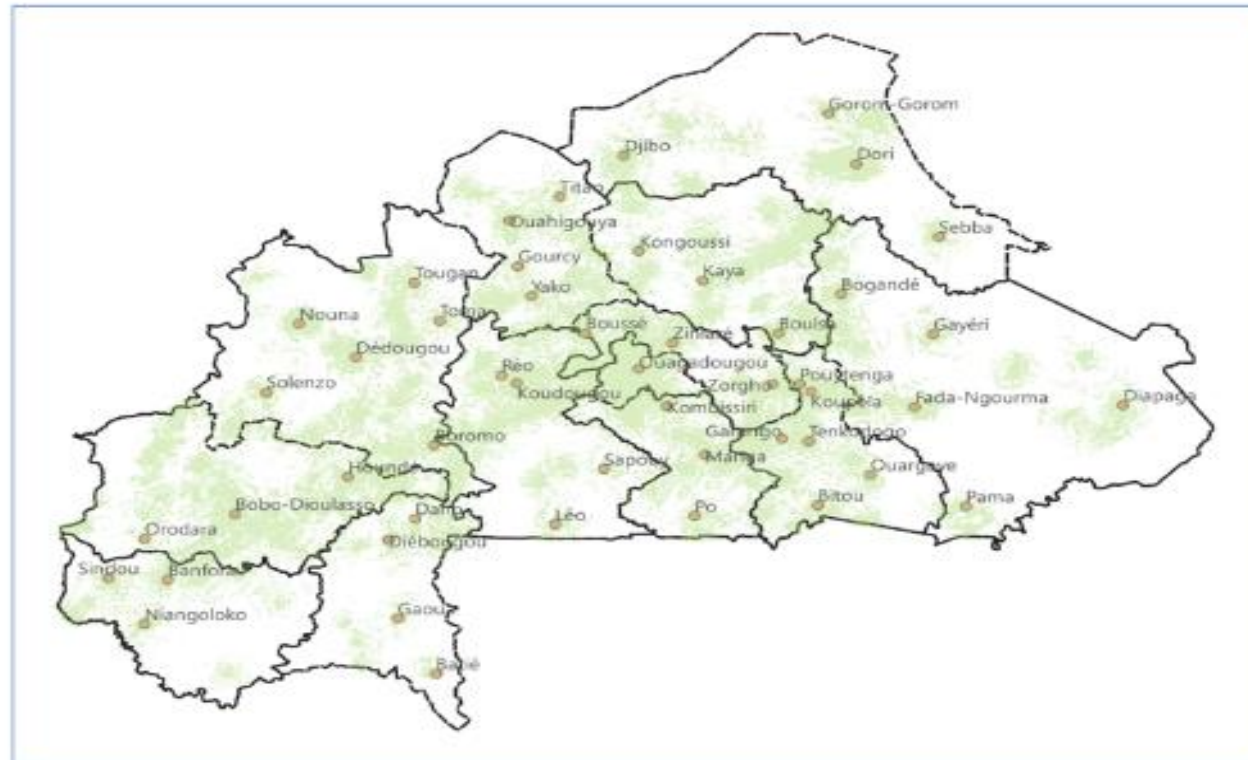 Gorom-Gorom
Djibo
Dori
Titao
Ouahigouya
Sebba
Kongoussi
Gourcy
Kaya
Tougan
Bogandé
Yako
Nouna
Toma
Boussé
Ziniaré
Boulsa
Gayéri
Dédougou
Ouagadougou
Réo
Zorgho
Pouytenga
Solenzo
Koudougou
Koupéla
Diapaga
Kombissiri
Fada-Ngourma
Boromo
Garango
Tenkodogo
Manga
Houndé
Sapouy
Ouargaye
Bobo-Dioulasso
Bitou
Pama
Dano
Léo
Po
Orodara
Diébougou
Sindou
Banfora
Niangoloko
Gaoua
Batié